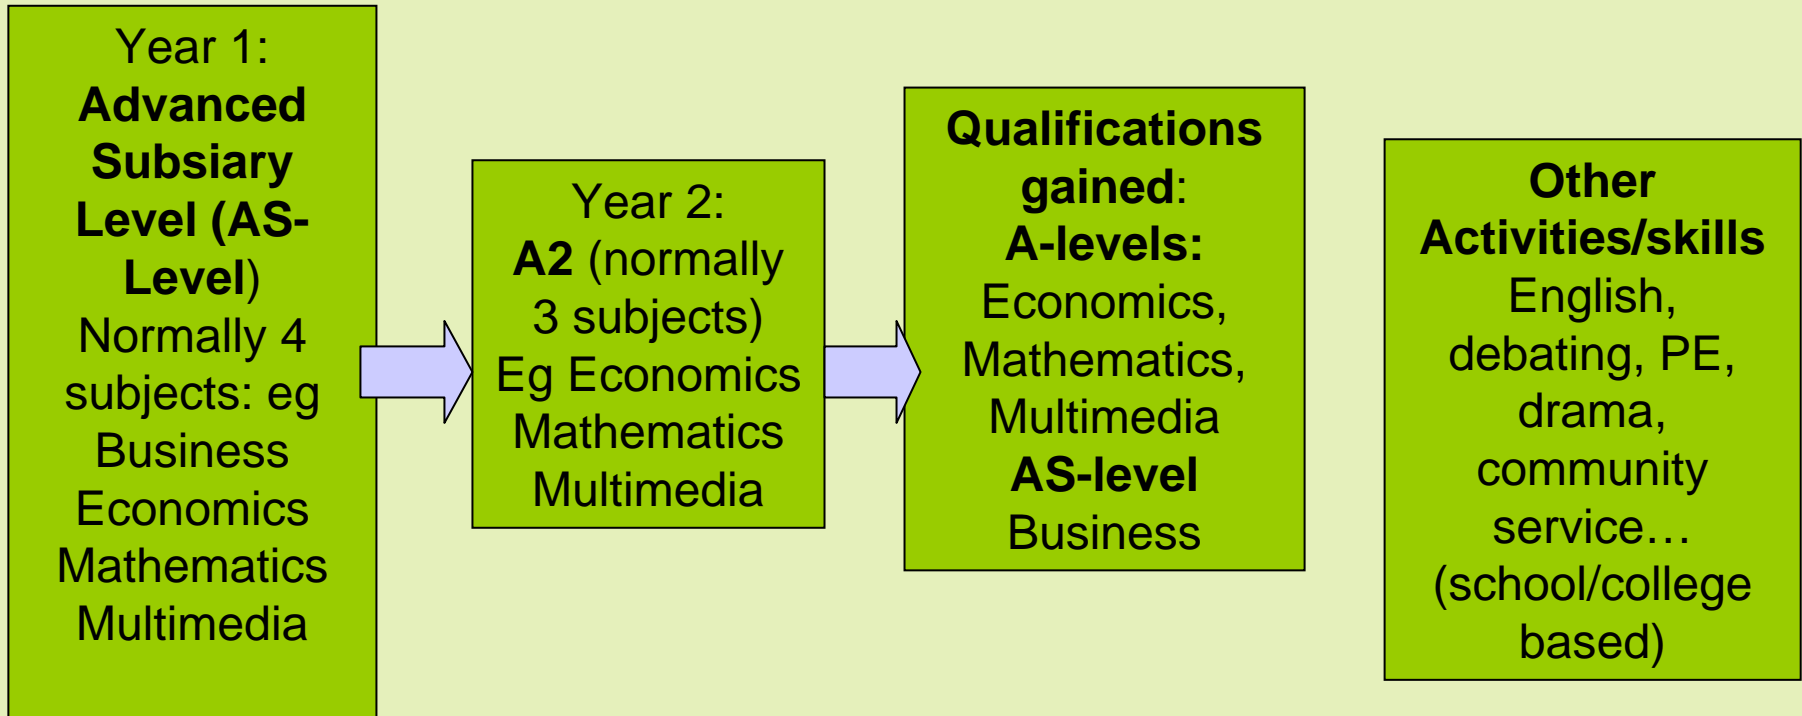 Year 1:
Advanced
Subsiary
Level (AS-
Level)
Normally 4
subjects: eg
Business
Economics
Mathematics
Multimedia
Year 2:
A2 (normally
3 subjects)
Eg Economics
Mathematics
Multimedia
Qualifications
gained:
A-levels:
Economics,
Mathematics,
Multimedia
AS-level
Business
Other
Activities/skills
English,
debating, PE,
drama,
community
service…
(school/college
based)